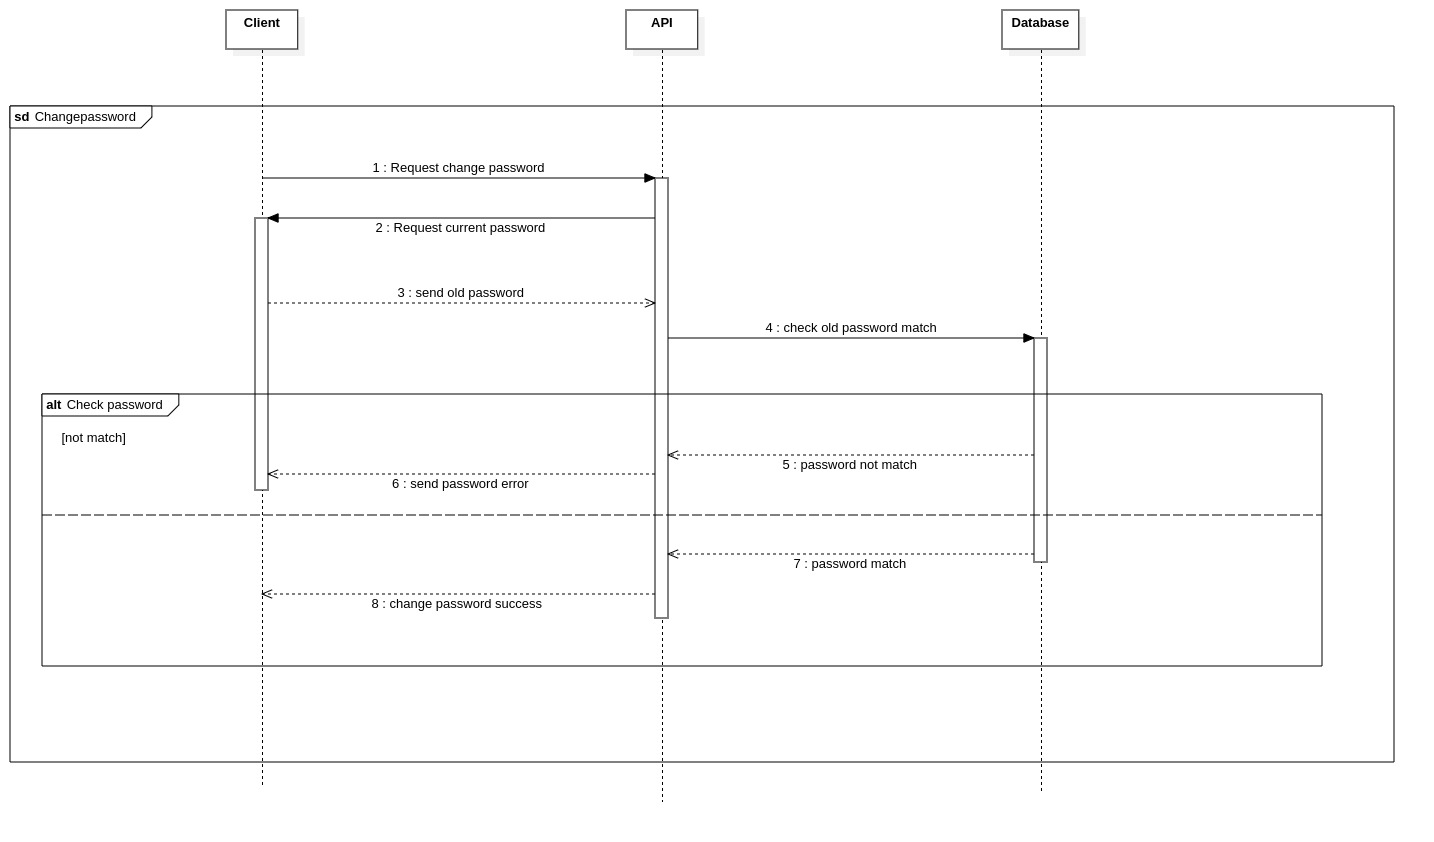 Client
API
Database
sd Changepassword
1 : Request change password
2 : Request current password
3 : send old password
4 : check old password match
alt Check password
[not match]
5 : password not match
6 : send password error
7 : password match
8 : change password success